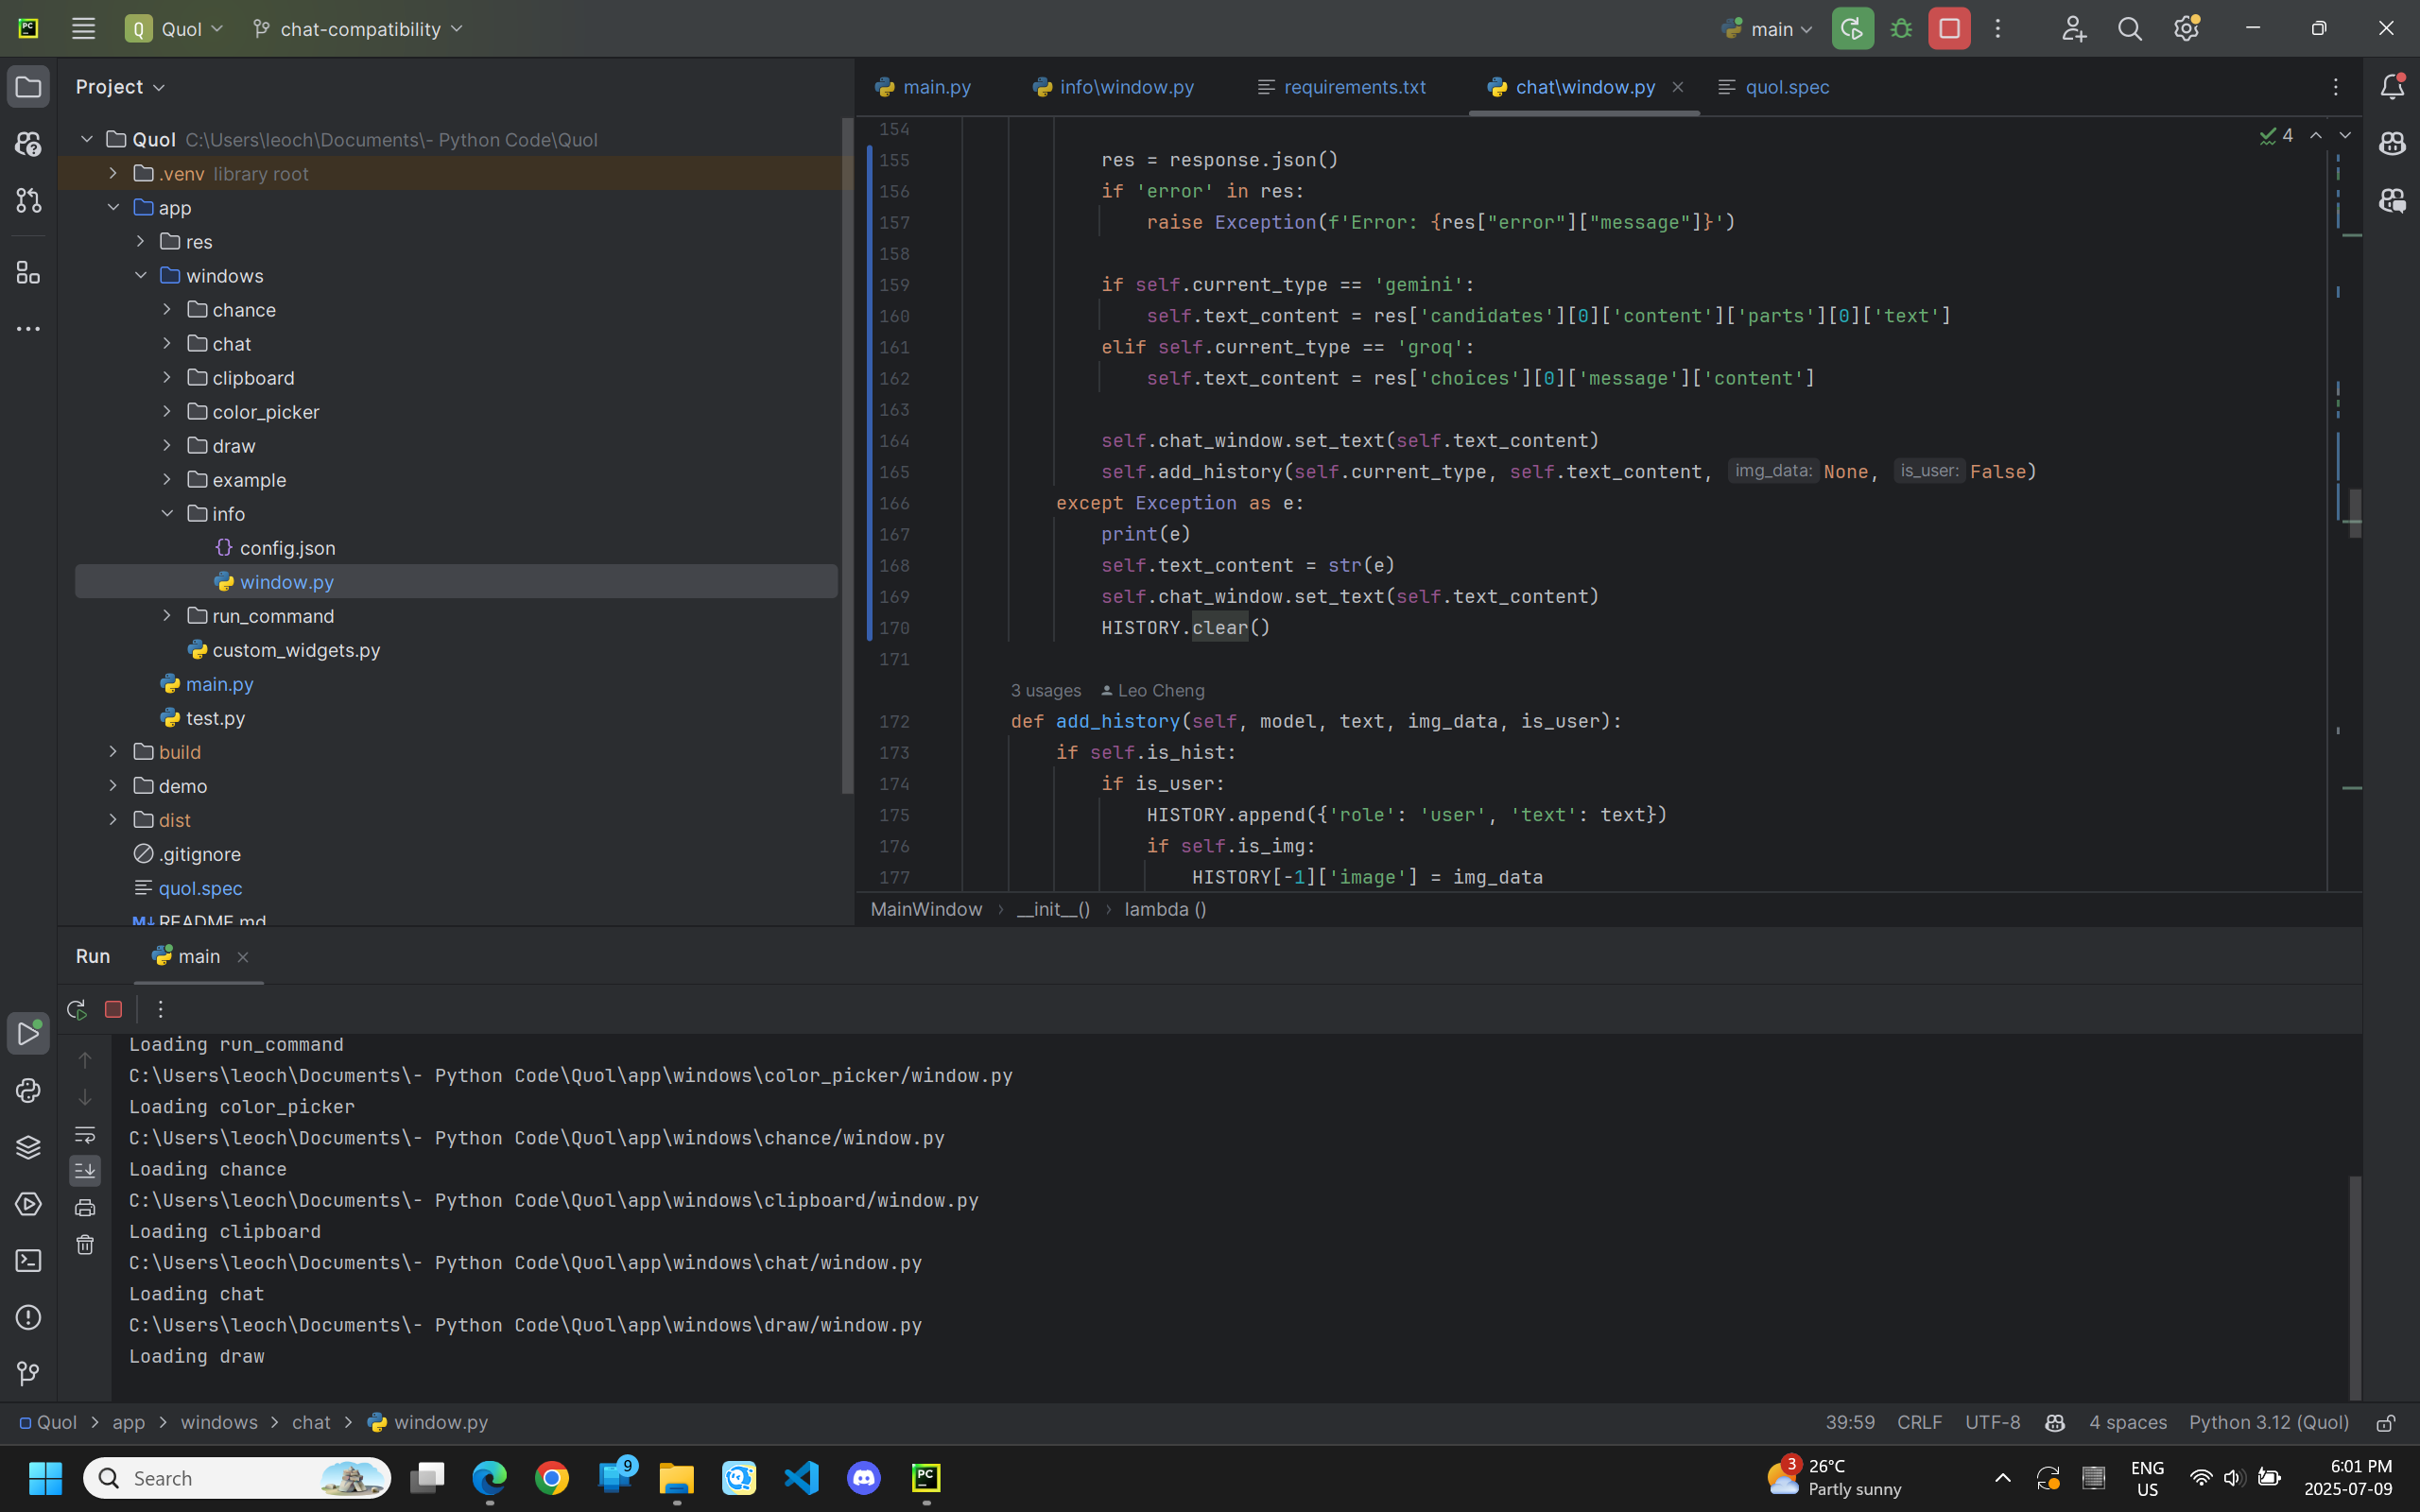 Quol
chat-compatibility
main
Project
main.py
info\window.py
requirements.txt
chat\window.py
quol.spec
Quol C:\Users\leoch\Documents\- Python Code\Quol
.venv library root
app
res
windows
chance
chat
clipboard
color_picker
draw
example
info
config.json
window.py
run_command
custom_widgets.py
main.py
test.py
build
demo
dist
.gitignore
quol.spec
README.md
4
154
155 res = response.json()
156 if 'error' in res:
157 raise Exception(f'Error: {res["error"]["message"]}')
158
159 if self.current_type == 'gemini':
160 self.text_content = res['candidates'][0]['content']['parts'][0]['text']
161 elif self.current_type == 'groq':
162 self.text_content = res['choices'][0]['message']['content']
163
164 self.chat_window.set_text(self.text_content)
165 self.add_history(self.current_type, self.text_content, img_data: None, is_user: False)
166 except Exception as e:
167 print(e)
168 self.text_content = str(e)
169 self.chat_window.set_text(self.text_content)
170 HISTORY.clear()
171
3 usages Leo Cheng
172 def add_history(self, model, text, img_data, is_user):
173 if self.is_hist:
174 if is_user:
175 HISTORY.append({'role': 'user', 'text': text})
176 if self.is_img:
177 HISTORY[-1]['image'] = img_data
MainWindow › __init__() › lambda ()
Run main
Loading run_command
C:\Users\leoch\Documents\- Python Code\Quol\app\windows\color_picker/window.py
Loading color_picker
C:\Users\leoch\Documents\- Python Code\Quol\app\windows\chance/window.py
Loading chance
C:\Users\leoch\Documents\- Python Code\Quol\app\windows\clipboard/window.py
Loading clipboard
C:\Users\leoch\Documents\- Python Code\Quol\app\windows\chat/window.py
Loading chat
C:\Users\leoch\Documents\- Python Code\Quol\app\windows\draw/window.py
Loading draw
Quol > app > windows > chat > window.py
39:59 CRLF UTF-8 4 spaces Python 3.12 (Quol)
Search
9
PC
3
26°C
Partly sunny
ENG
US
6:01 PM
2025-07-09